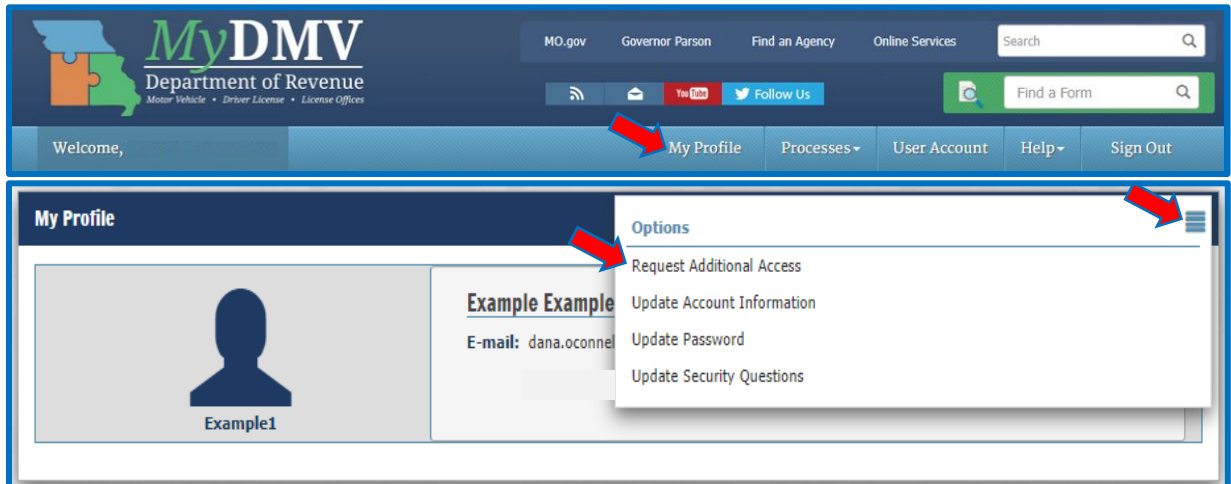 MyDMV
Department of Revenue
Motor Vehicle • Driver License • License Offices
MO.gov Governor Parson Find an Agency Online Services Search
You Tube Follow Us Find a Form
Welcome, My Profile Processes User Account Help Sign Out
My Profile
Options
Request Additional Access
Update Account Information
Update Password
Update Security Questions
Example Example
E-mail: dana.oconnel
Example1